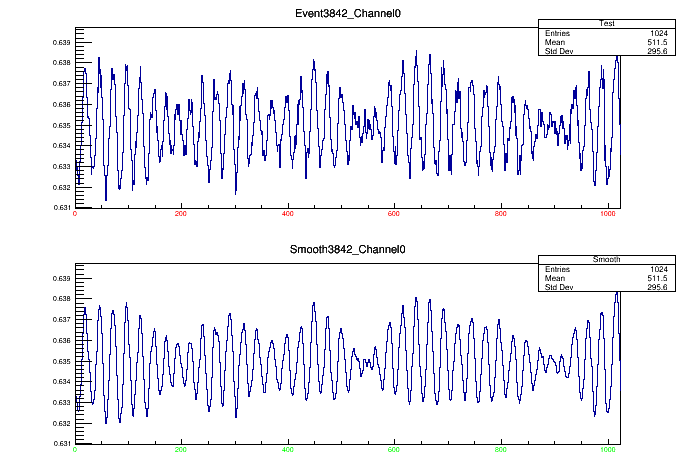 Event3842_Channel0
Test
Entries 1024
Mean 511.5
Std Dev 295.6
0.639
0.638
0.637
0.636
0.635
0.634
0.633
0.632
0.631
0 200 400 600 800 1000
Smooth3842_Channel0
Smooth
Entries 1024
Mean 511.5
Std Dev 295.6
0.639
0.638
0.637
0.636
0.635
0.634
0.633
0.632
0.631
0 200 400 600 800 1000